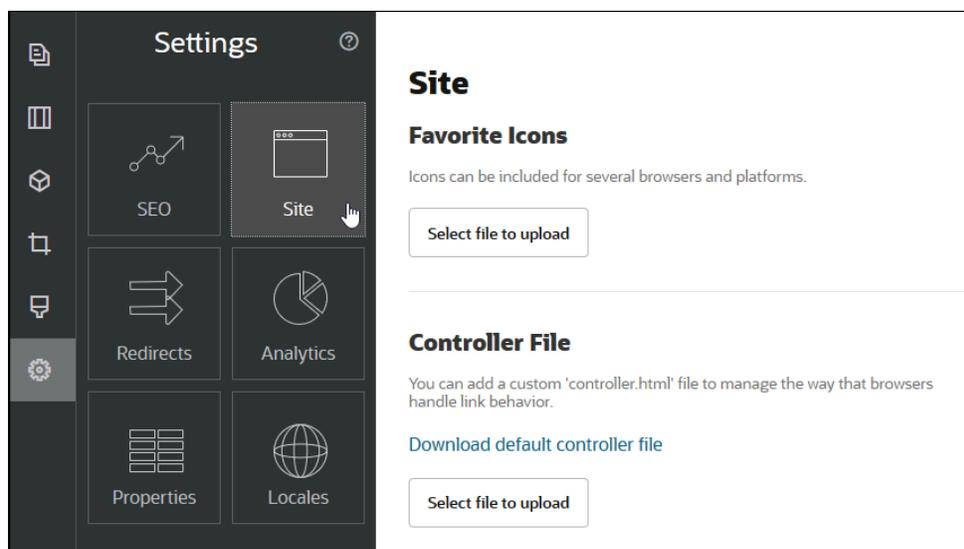 Settings
SEO
Site
Redirects
Analytics
Properties
Locales
Site
Favorite Icons
Icons can be included for several browsers and platforms.
Select file to upload
Controller File
You can add a custom 'controller.html' file to manage the way that browsers
handle link behavior.
Download default controller file
Select file to upload